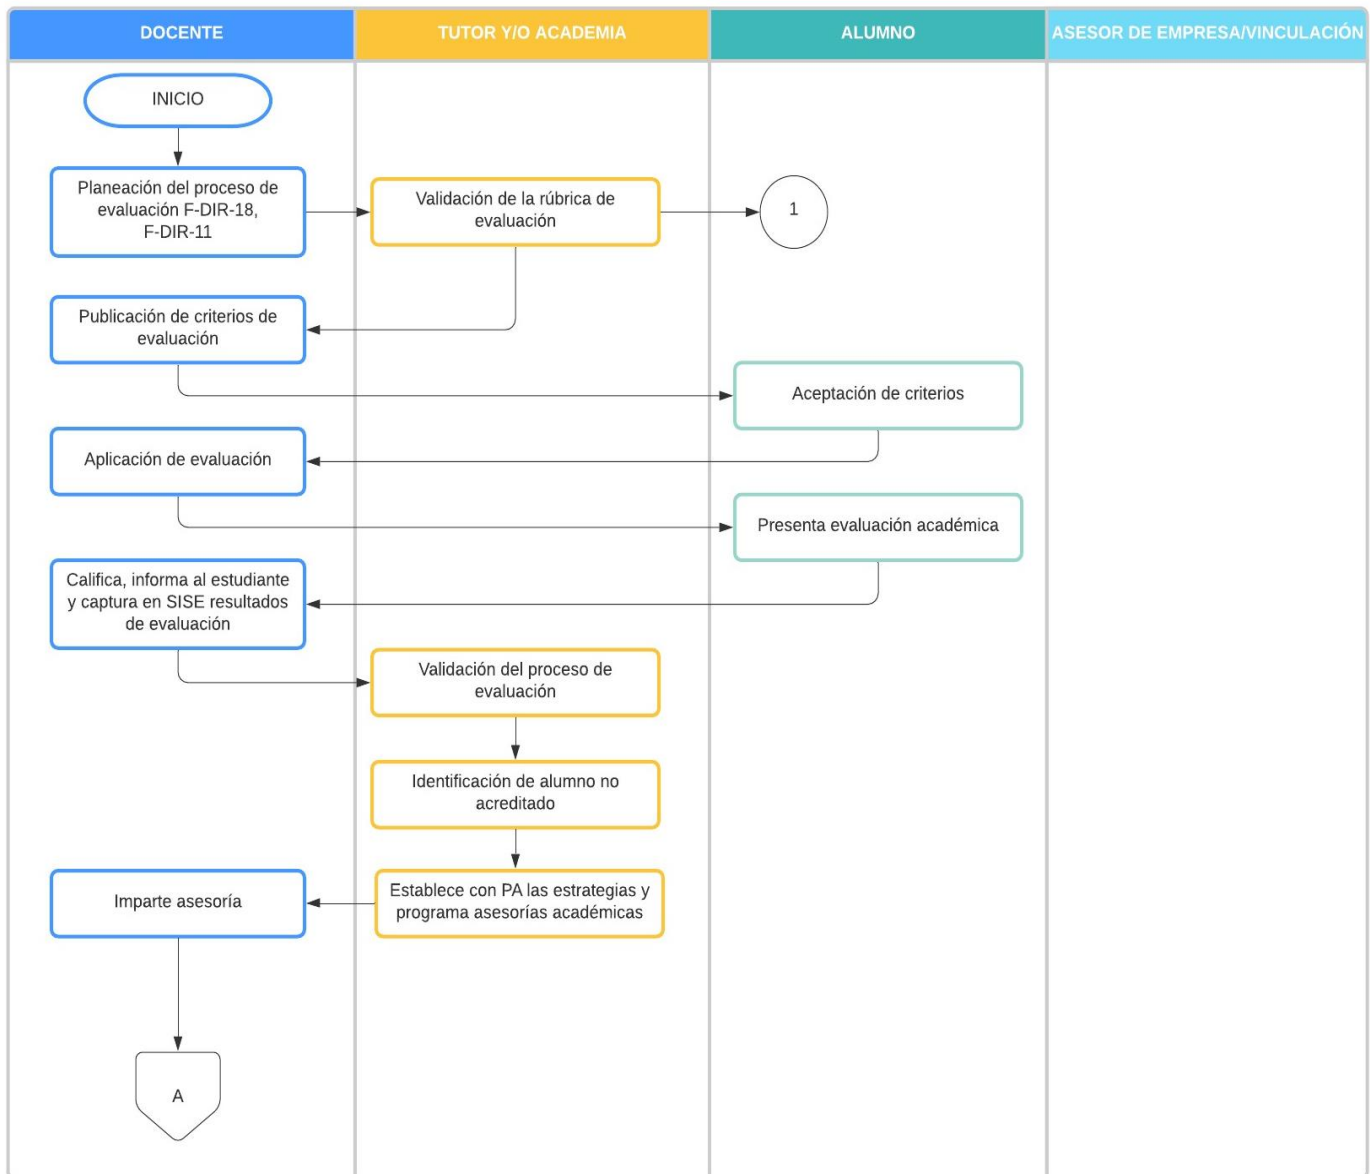 DOCENTE
TUTOR Y/O ACADEMIA
ALUMNO
ASESOR DE EMPRESA/VINCULACIÓN
INICIO
Planeación del proceso de
evaluación F-DIR-18,
F-DIR-11
Validación de la rúbrica de
evaluación
1
Publicación de criterios de
evaluación
Aceptación de criterios
Aplicación de evaluación
Presenta evaluación académica
Califica, informa al estudiante
y captura en SISE resultados
de evaluación
Validación del proceso de
evaluación
Identificación de alumno no
acreditado
Establece con PA las estrategias y
programa asesorías académicas
Imparte asesoría
A